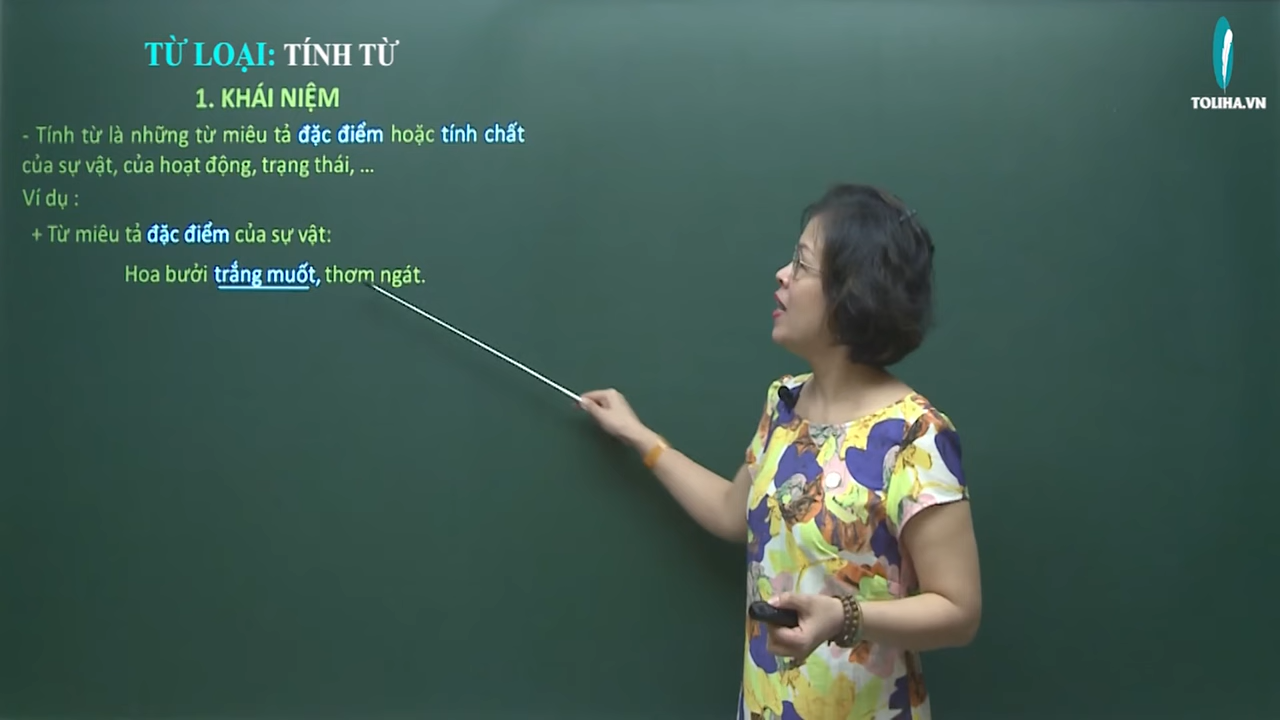 TỪ LOẠI: TÍNH TỪ
TOLIHA.VN
1. KHÁI NIỆM
- Tính từ là những từ miêu tả đặc điểm hoặc tính chất
của sự vật, của hoạt động, trạng thái, ...
Ví dụ :
+ Từ miêu tả đặc điểm của sự vật:
Hoa bưởi trắng muốt, thơm ngát.